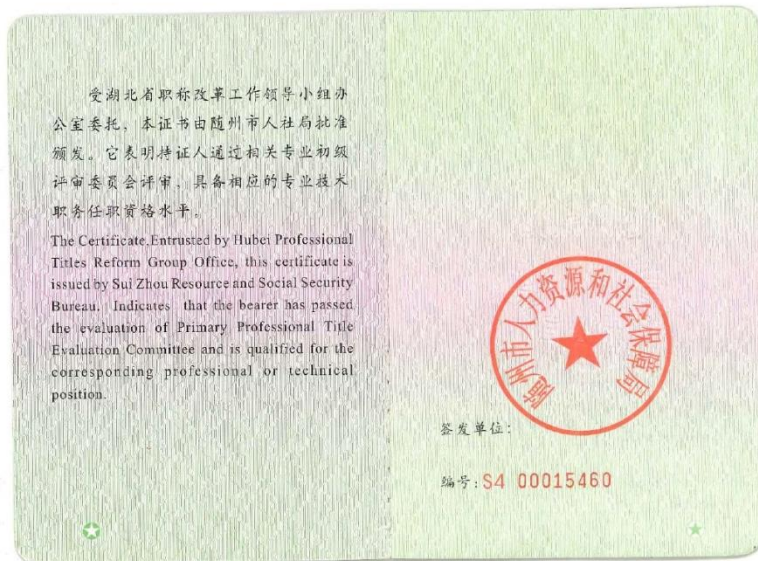 受湖北省职称改革工作领导小组办
公室委托，本证书由随州市人社局批准
颁发。它表明持证人通过相关专业初级
评审委员会评审，具备相应的专业技术
职务任职资格水平。
The Certificate.Entrusted by Hubei Professional
Titles Reform Group Office, this certificate is
issued by Sui Zhou Resource and Social Security
Bureau. Indicates that the bearer has passed
the evaluation of Primary Professional Title
Evaluation Committee and is qualified for the
corresponding professional or technical
position.
随州市人力资源和社会保障局
签发单位：
编号：S4 00015460